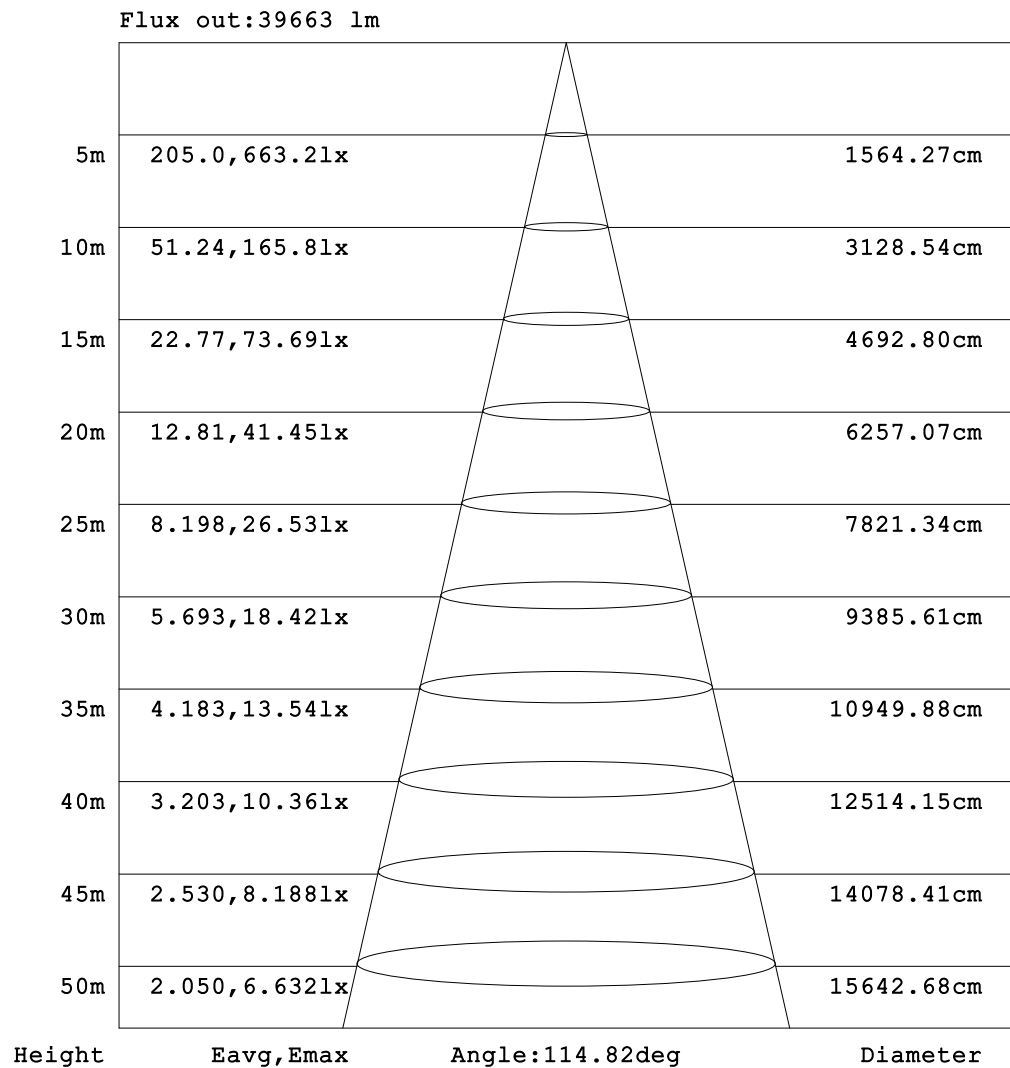 Flux out:39663 lm
5m 205.0,663.2lx 1564.27cm
10m 51.24,165.8lx 3128.54cm
15m 22.77,73.69lx 4692.80cm
20m 12.81,41.45lx 6257.07cm
25m 8.198,26.53lx 7821.34cm
30m 5.693,18.42lx 9385.61cm
35m 4.183,13.54lx 10949.88cm
40m 3.203,10.36lx 12514.15cm
45m 2.530,8.188lx 14078.41cm
50m 2.050,6.632lx 15642.68cm
Height Eavg,Emax Angle:114.82deg Diameter